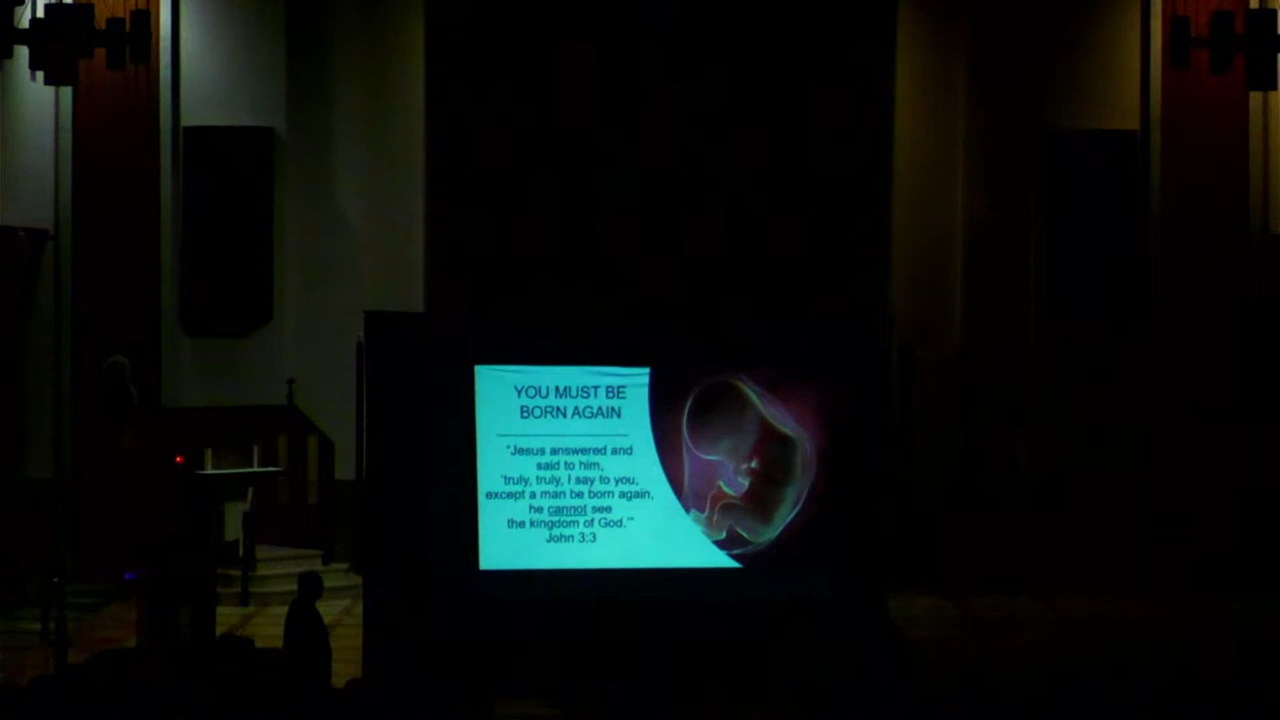 YOU MUST BE
BORN AGAIN
"Jesus answered and
said to him,
'truly, truly, I say to you,
except a man be born again,
he cannot see
the kingdom of God.'"
John 3:3